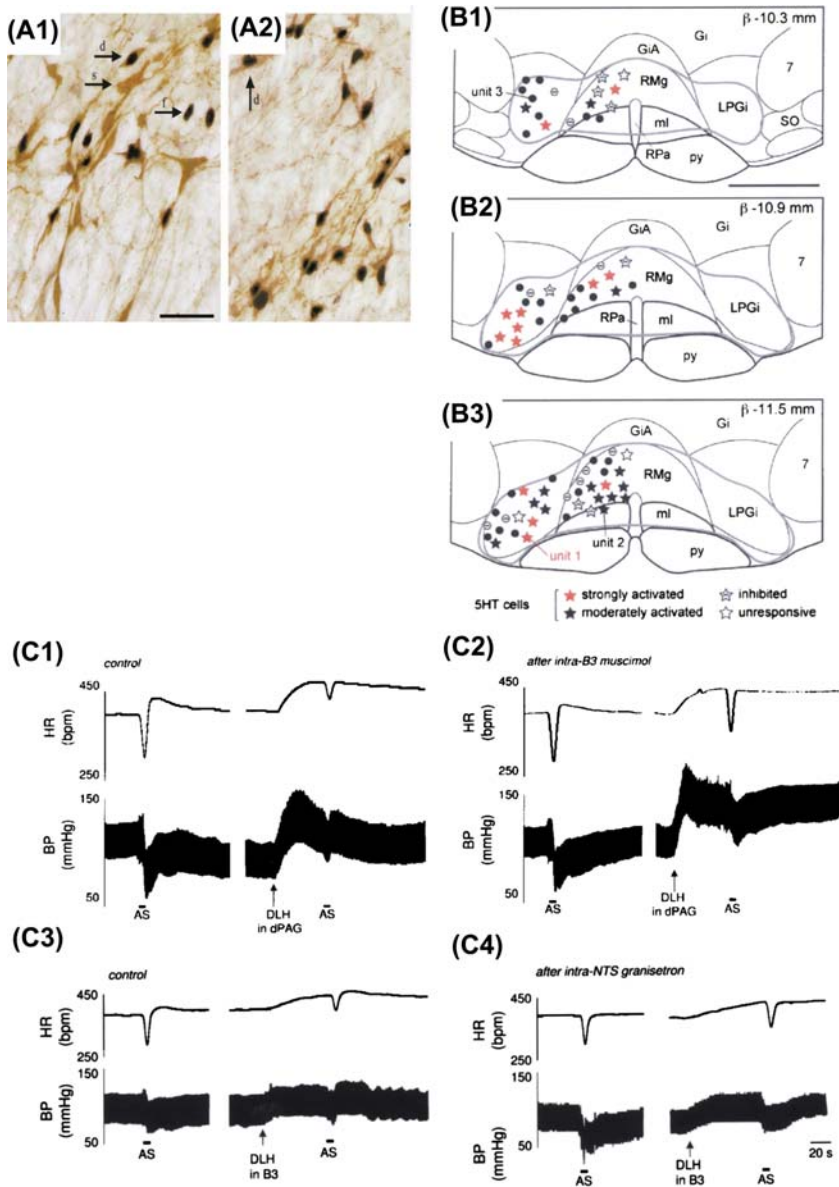 (A1)
(A2)
d
s
f
d
(B1)
β -10.3 mm
Gi
GiA
7
unit 3
RMg
LPGi
ml
SO
RPa
py
(B2)
β -10.9 mm
GiA
Gi
7
RMg
LPGi
RPa
ml
py
(B3)
β -11.5 mm
Gi
GiA
7
RMg
LPGi
ml
unit 2
unit 1
py
5HT cells
strongly activated
inhibited
moderately activated
unresponsive
(C1)
control
450
HR
(bpm)
250
150
BP
(mmHg)
50
AS
DLH
in dPAG
AS
(C2)
after intra-B3 muscimol
450
HR
(bpm)
250
150
BP
(mmHg)
50
AS
DLH
in dPAG
AS
(C3)
control
450
HR
(bpm)
250
150
BP
(mmHg)
50
AS
DLH
in B3
AS
(C4)
after intra-NTS granisetron
450
HR
(bpm)
250
150
BP
(mmHg)
50
20 s
AS
DLH
in B3
AS